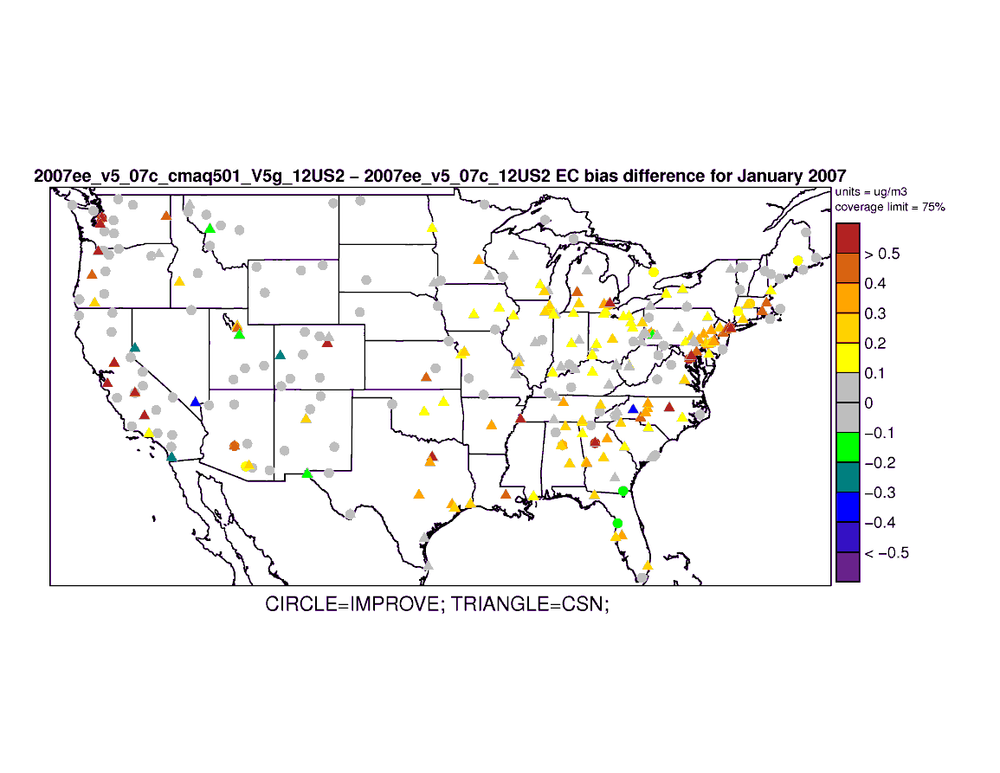 2007ee_v5_07c_cmaq501_V5g_12US2 − 2007ee_v5_07c_12US2 EC bias difference for January 2007
units = ug/m3
coverage limit = 75%
> 0.5
0.4
0.3
0.2
0.1
0
−0.1
−0.2
−0.3
−0.4
< −0.5
CIRCLE=IMPROVE; TRIANGLE=CSN;